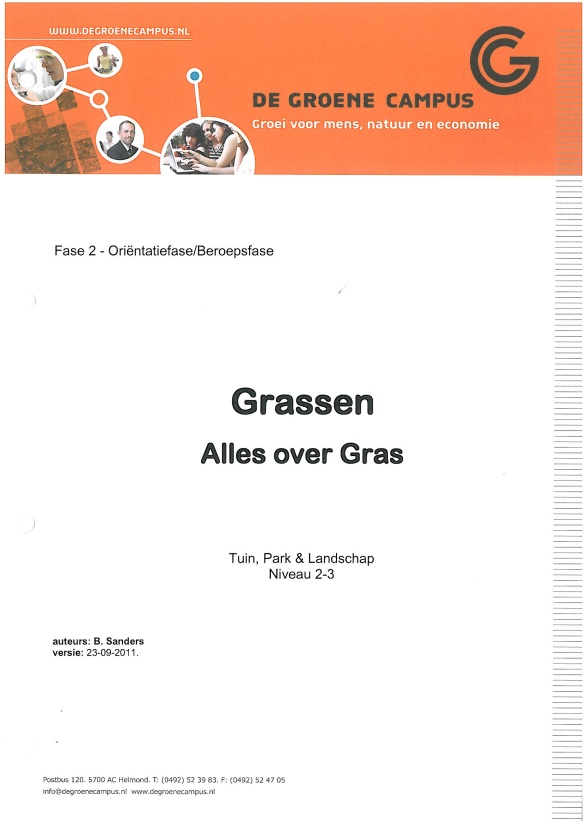 WWW.DEGROENECAMPUS.NL
DE GROENE CAMPUS
Groei voor mens, natuur en economie
Fase 2 - Oriëntatiefase/Beroepsfase
Grassen
Alles over Gras
Tuin, Park & Landschap
Niveau 2-3
auteurs: B. Sanders
versie: 23-09-2011.
Postbus 120. 5700 AC Helmond. T: (0492) 52 39 83. F: (0492) 52 47 05
info@degroenecampus.nl www.degroenecampus.nl